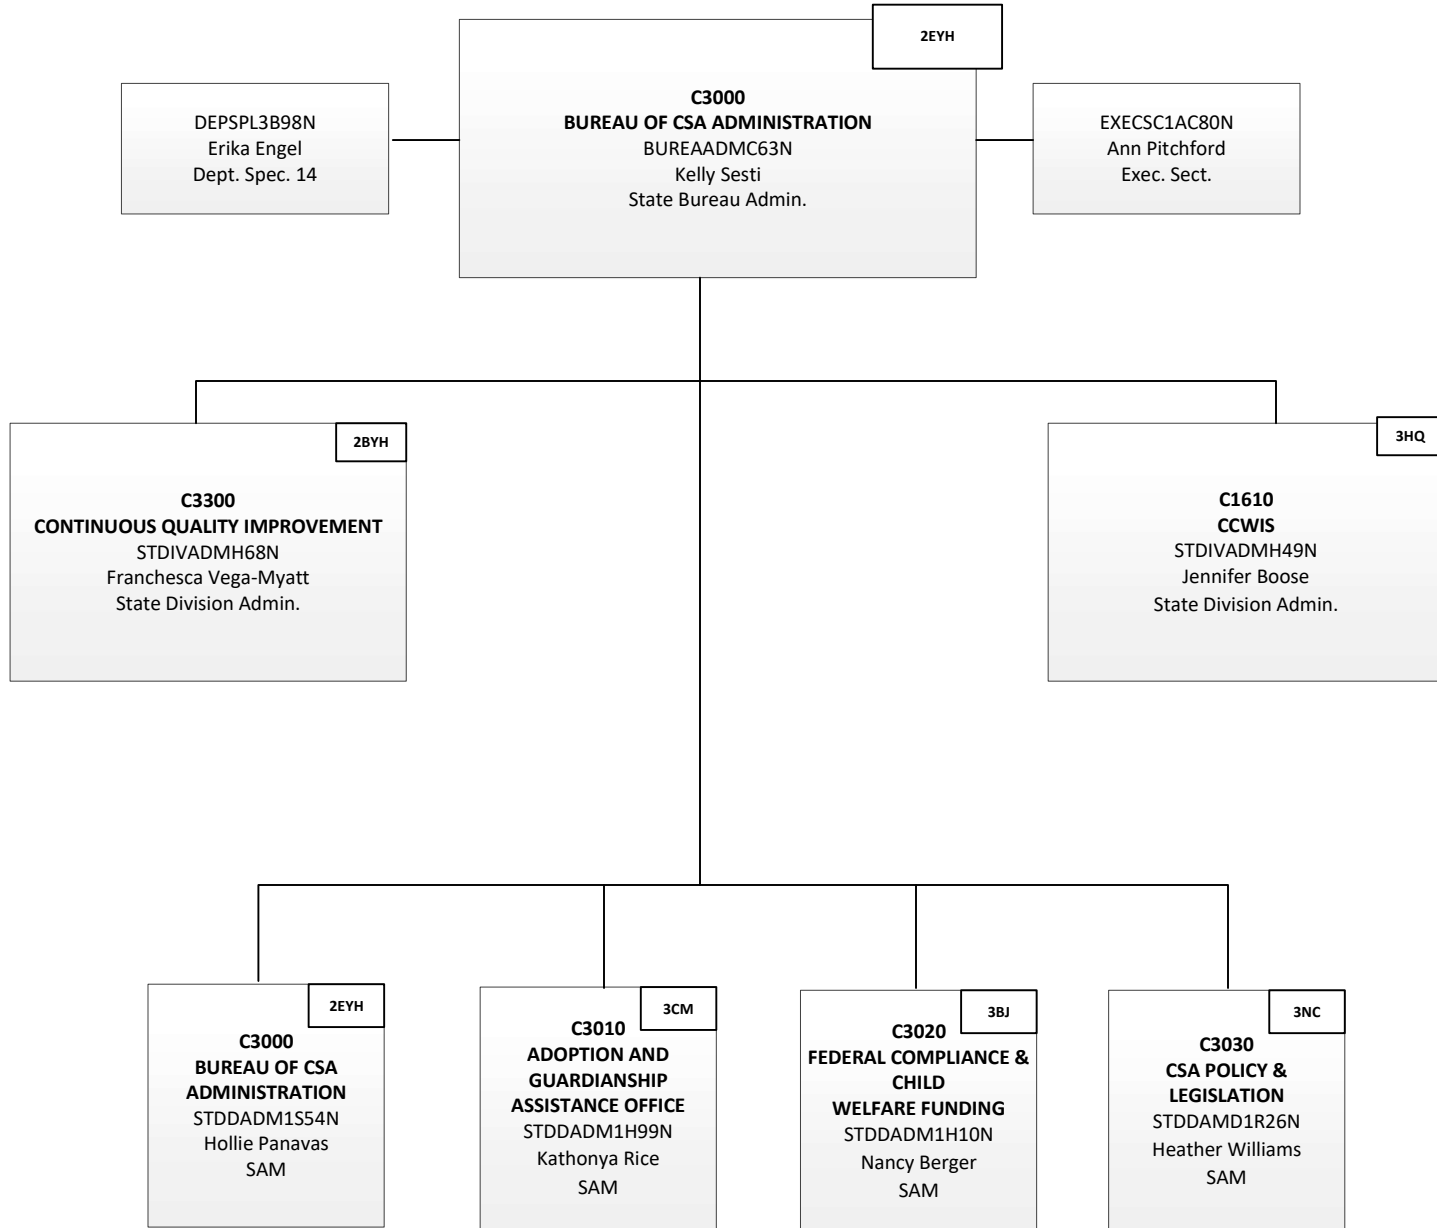 2EYH
C3000
BUREAU OF CSA ADMINISTRATION
BUREAADMC63N
Kelly Sesti
State Bureau Admin.
DEPSPL3B98N
Erika Engel
Dept. Spec. 14
EXECSC1AC80N
Ann Pitchford
Exec. Sect.
2BYH
C3300
CONTINUOUS QUALITY IMPROVEMENT
STDIVADMH68N
Franchesca Vega-Myatt
State Division Admin.
3HQ
C1610
CCWIS
STDIVADMH49N
Jennifer Boose
State Division Admin.
2EYH
C3000
BUREAU OF CSA
ADMINISTRATION
STDDADM1S54N
Hollie Panavas
SAM
3CM
C3010
ADOPTION AND
GUARDIANSHIP
ASSISTANCE OFFICE
STDDADM1H99N
Kathonya Rice
SAM
3BJ
C3020
FEDERAL COMPLIANCE &
CHILD
WELFARE FUNDING
STDDADM1H10N
Nancy Berger
SAM
3NC
C3030
CSA POLICY &
LEGISLATION
STDDAMD1R26N
Heather Williams
SAM